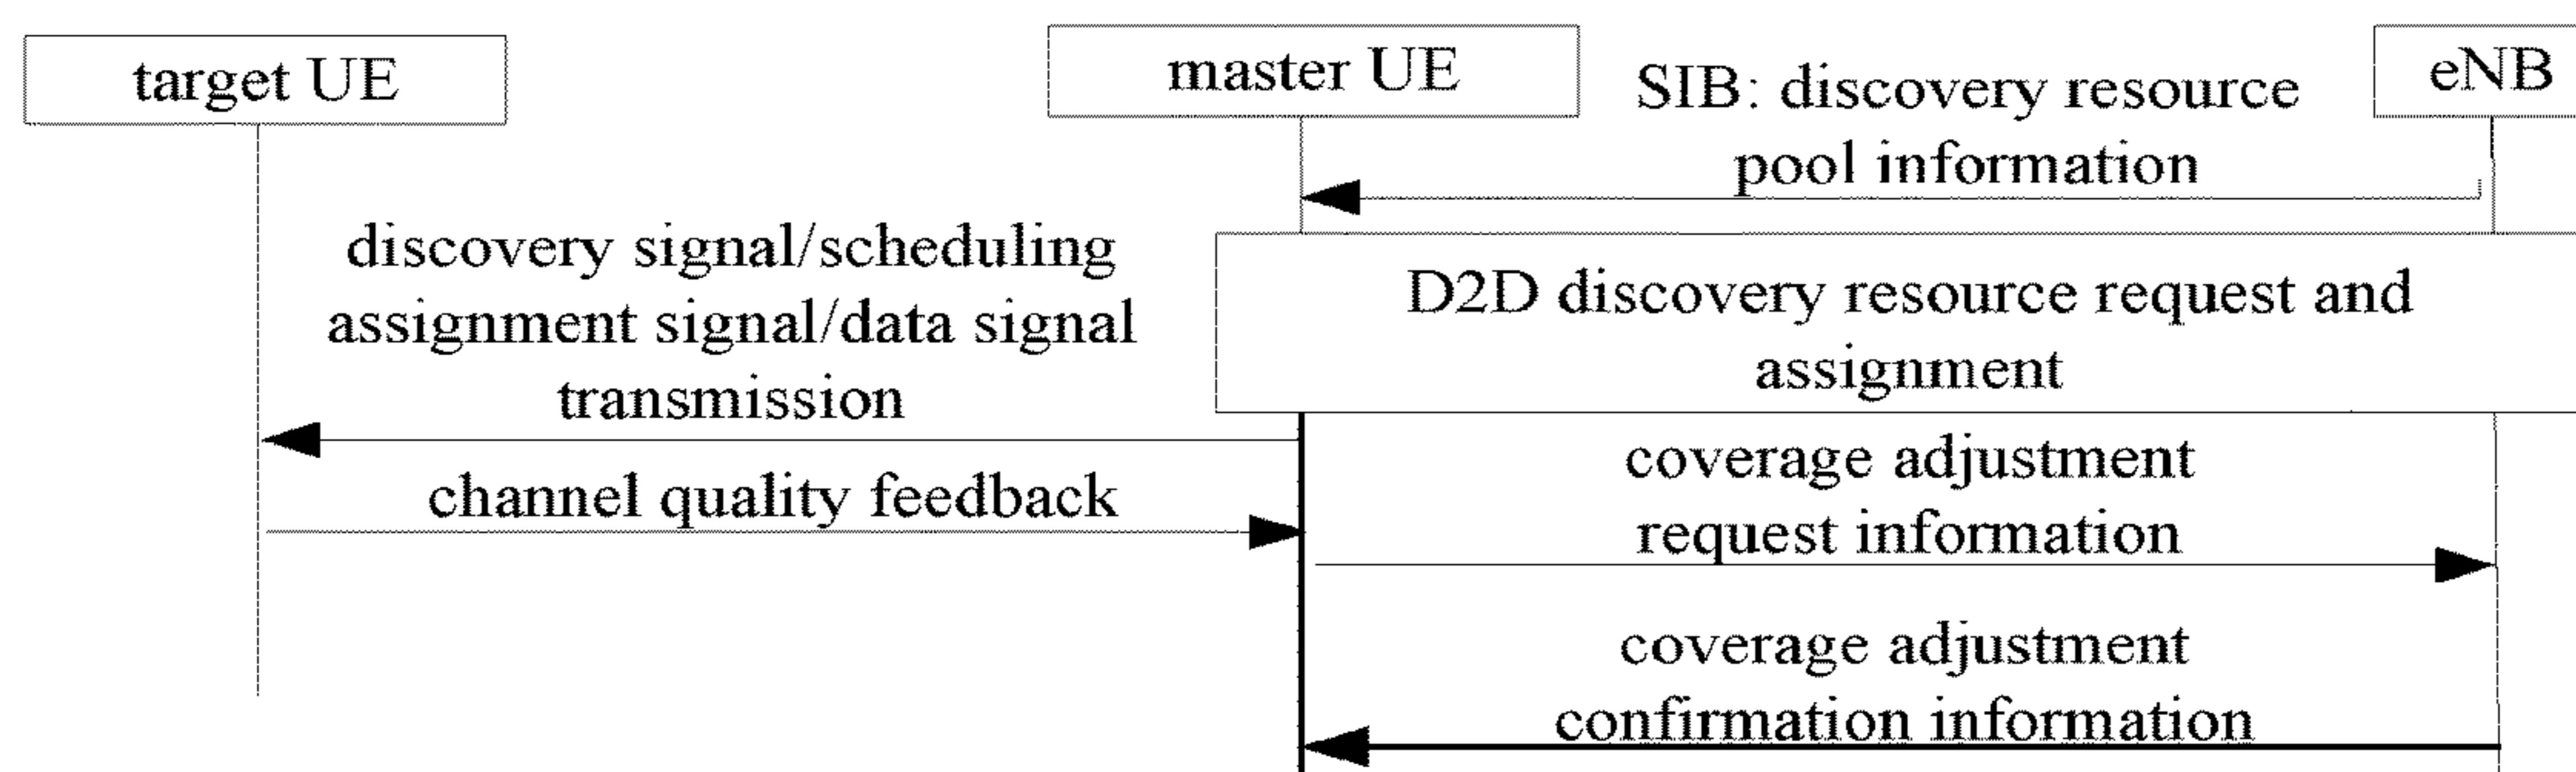 target UE
master UE
eNB
SIB: discovery resource
pool information
D2D discovery resource request and
assignment
discovery signal/scheduling
assignment signal/data signal
transmission
channel quality feedback
coverage adjustment
request information
coverage adjustment
confirmation information